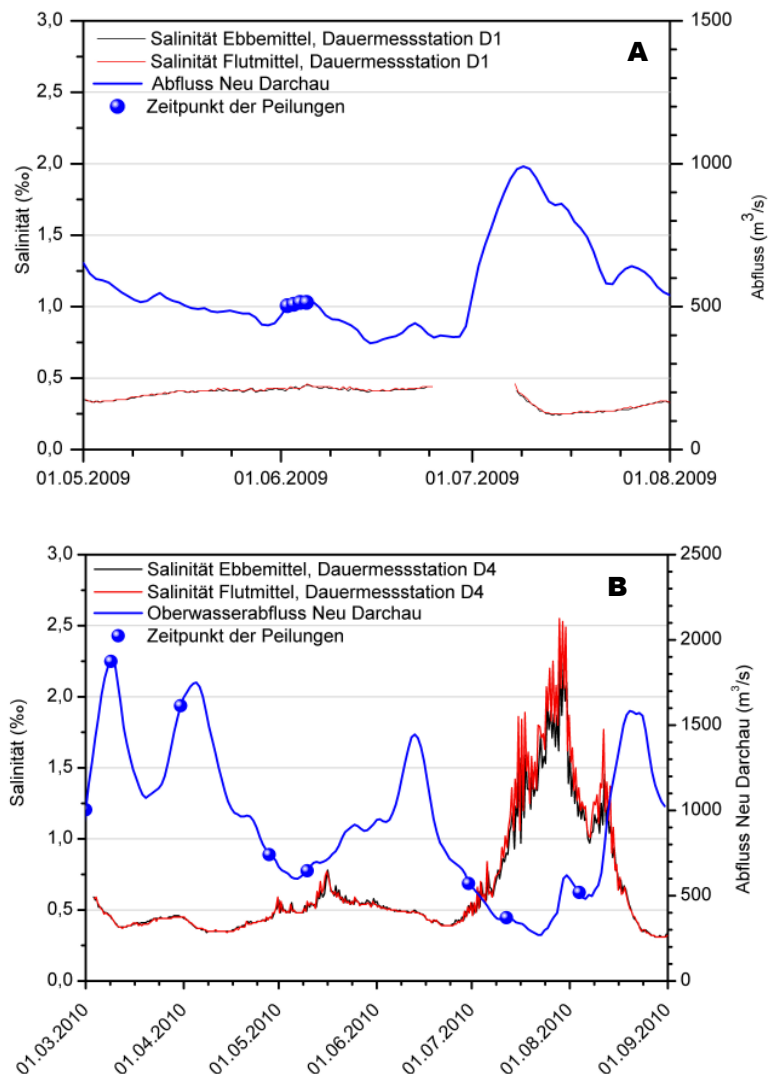 3,0
2,5
2,0
1,5
1,0
0,5
0,0
Salinität (‰)
Salinität Ebbemittel, Dauermessstation D1
Salinität Flutmittel, Dauermessstation D1
Abfluss Neu Darchau
Zeitpunkt der Peilungen
A
1500
1000
500
0
Abfluss (m³/s)
01.05.2009
01.06.2009
01.07.2009
01.08.2009
3,0
2,5
2,0
1,5
1,0
0,5
0,0
Salinität (‰)
Salinität Ebbemittel, Dauermessstation D4
Salinität Flutmittel, Dauermessstation D4
Oberwasserabfluss Neu Darchau
Zeitpunkt der Peilungen
B
2500
2000
1500
1000
500
0
Abfluss Neu Darchau (m³/s)
01.03.2010
01.04.2010
01.05.2010
01.06.2010
01.07.2010
01.08.2010
01.09.2010